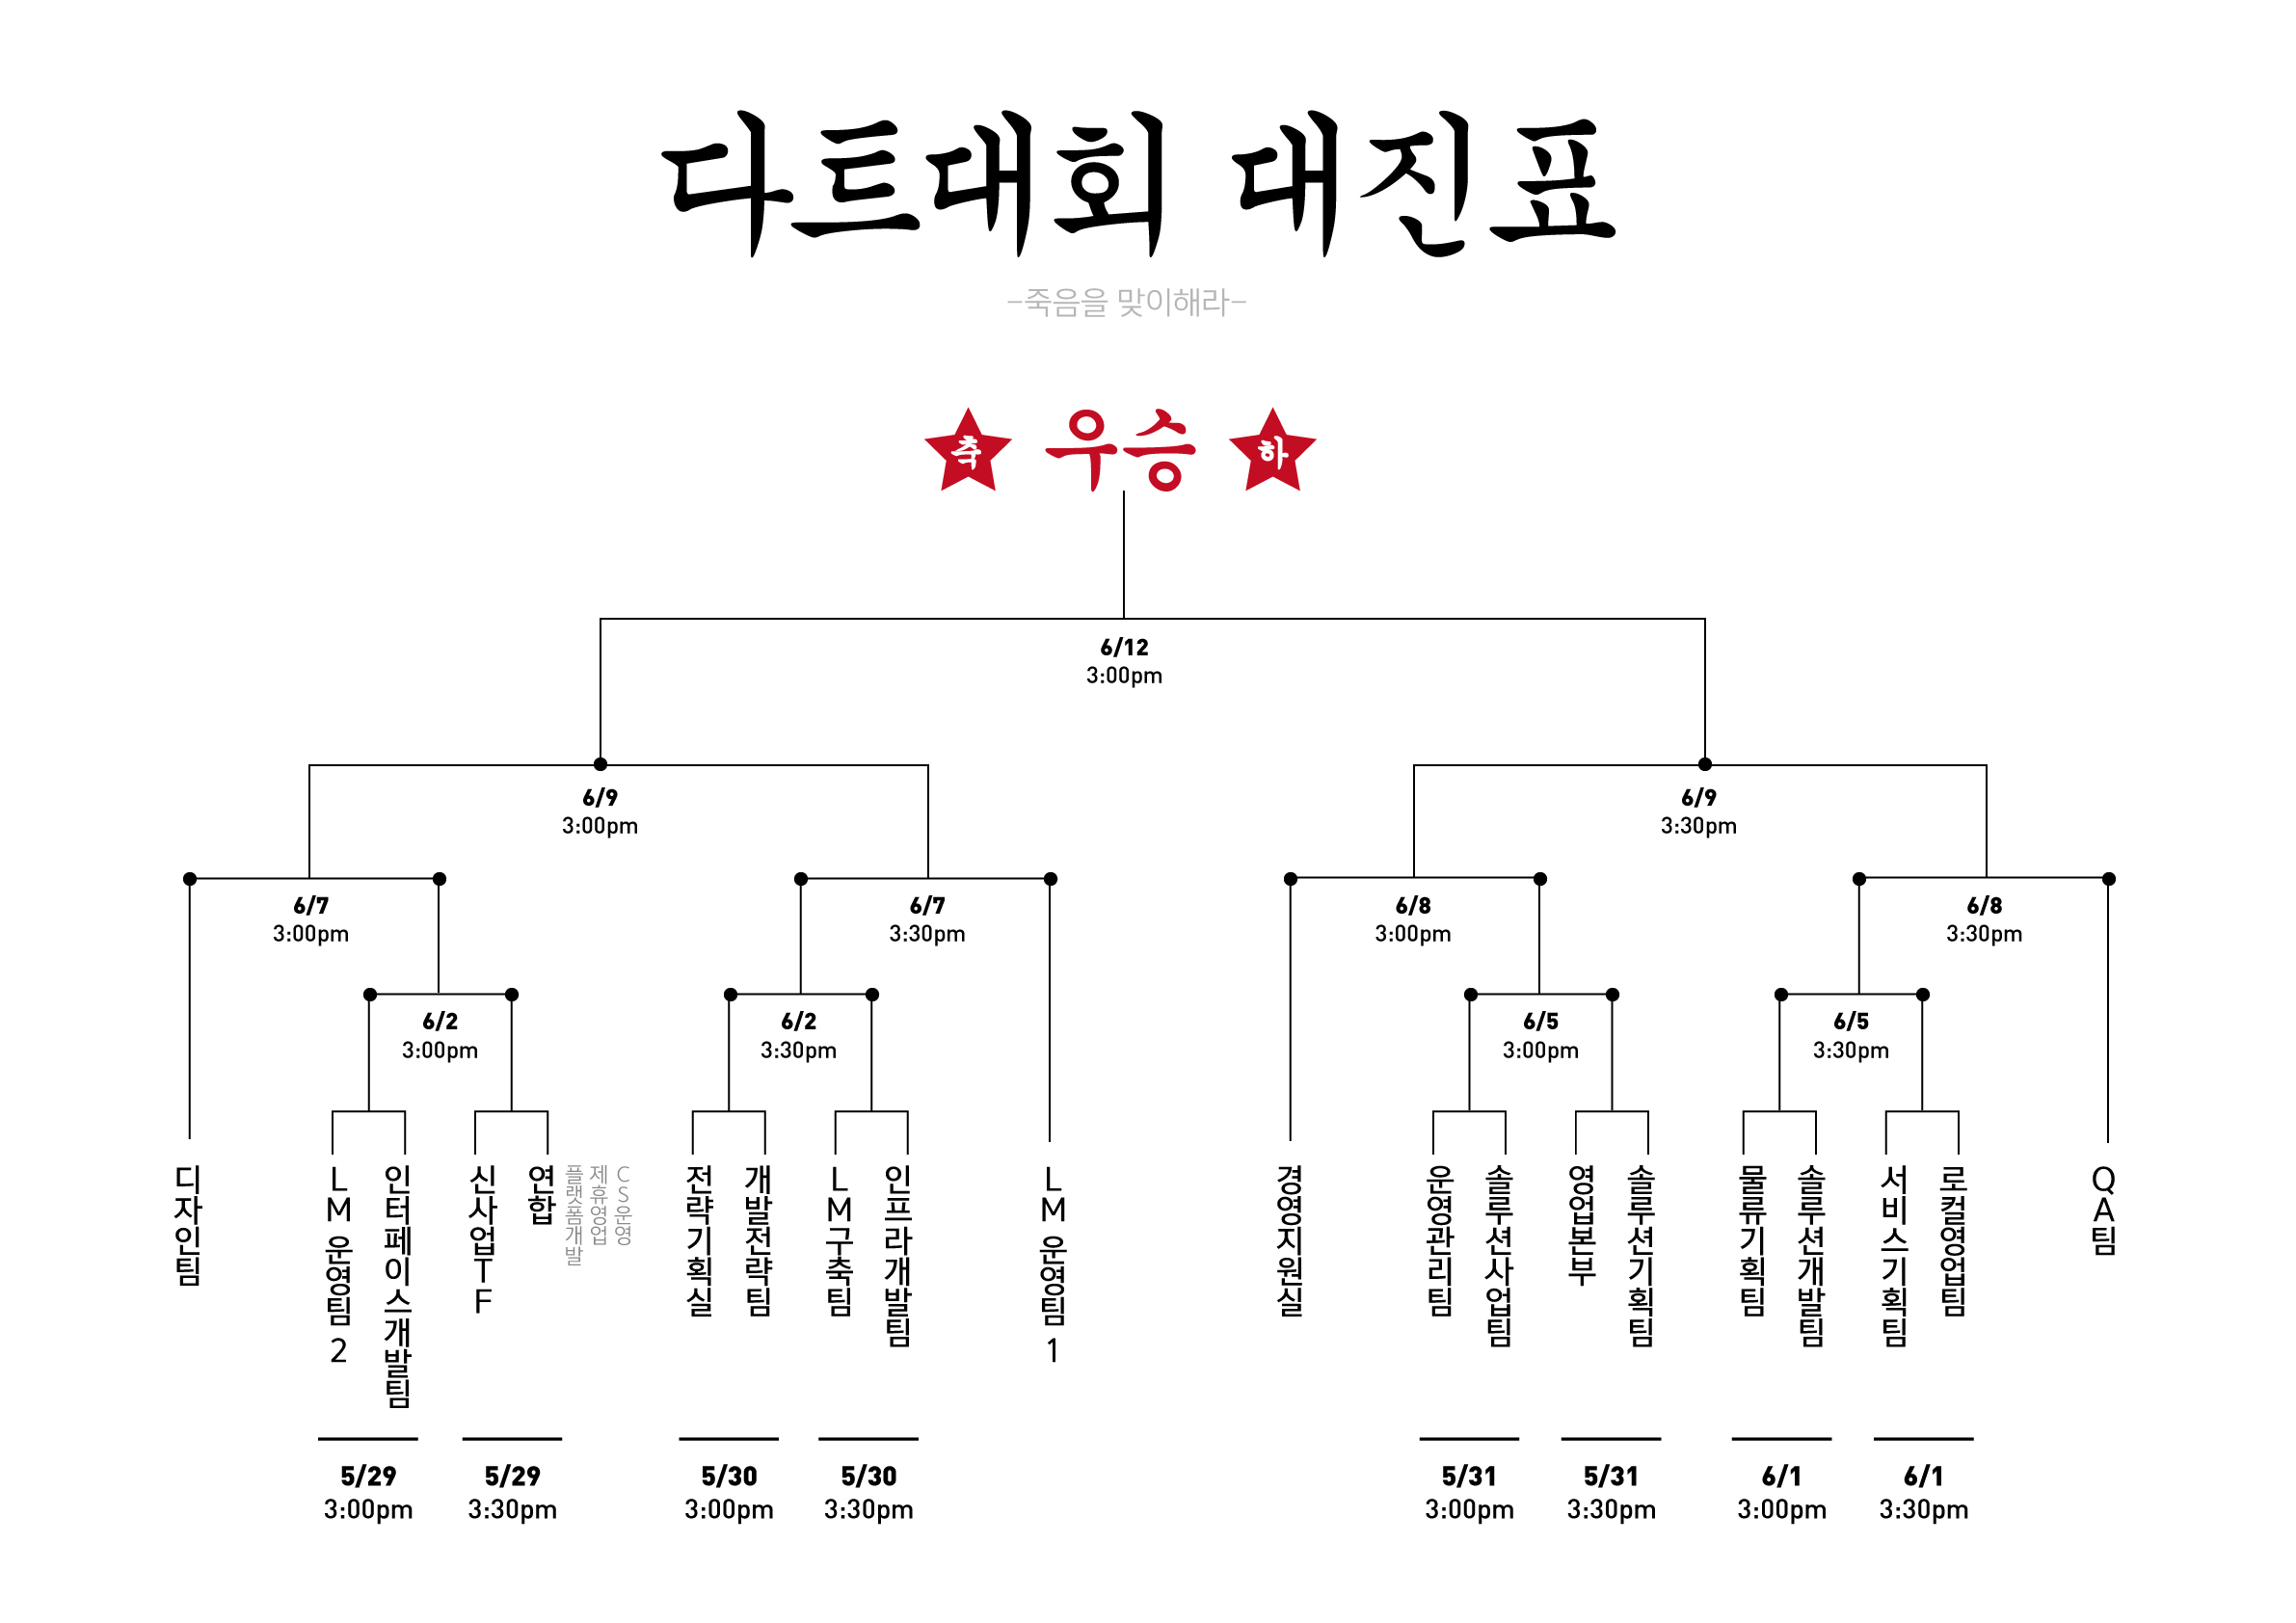 다트대회 대진표
-죽음을 맞이해라-
축 우승 하
6/12
3:00pm
6/9
3:00pm
6/9
3:30pm
6/7
3:00pm
6/7
3:30pm
6/8
3:00pm
6/8
3:30pm
6/2
3:00pm
6/2
3:30pm
6/5
3:00pm
6/5
3:30pm
디자인팀
LM 운영팀 2
인터페이스개발팀
신사업TF
연합
플랫폼개발
제휴영업
CS운영
전략기획실
개발전략팀
LM구축팀
인프라개발팀
LM 운영팀 1
경영지원실
운영관리팀
솔루션사업팀
영업본부
솔루션기획팀
물류기획팀
솔루션개발팀
서비스기획팀
로컬영업팀
QA팀
5/29
3:00pm
5/29
3:30pm
5/30
3:00pm
5/30
3:30pm
5/31
3:00pm
5/31
3:30pm
6/1
3:00pm
6/1
3:30pm